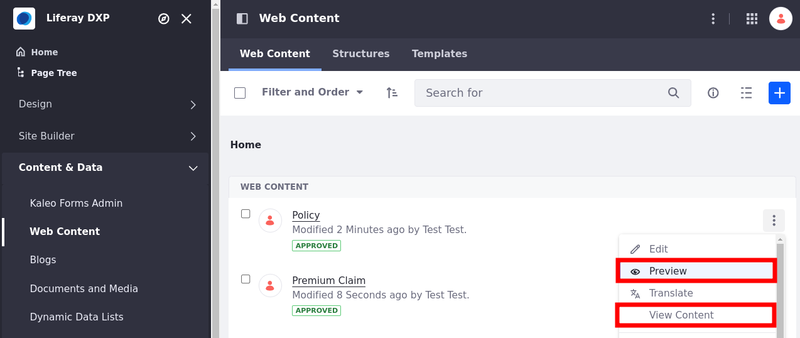 Liferay DXP
Home
Page Tree
Design
Site Builder
Content & Data
Kaleo Forms Admin
Web Content
Blogs
Documents and Media
Dynamic Data Lists
Web Content
Web Content Structures Templates
Filter and Order Search for
Home
WEB CONTENT
Policy
Modified 2 Minutes ago by Test Test.
APPROVED
Premium Claim
Modified 8 Seconds ago by Test Test.
APPROVED
Edit
Preview
Translate
View Content